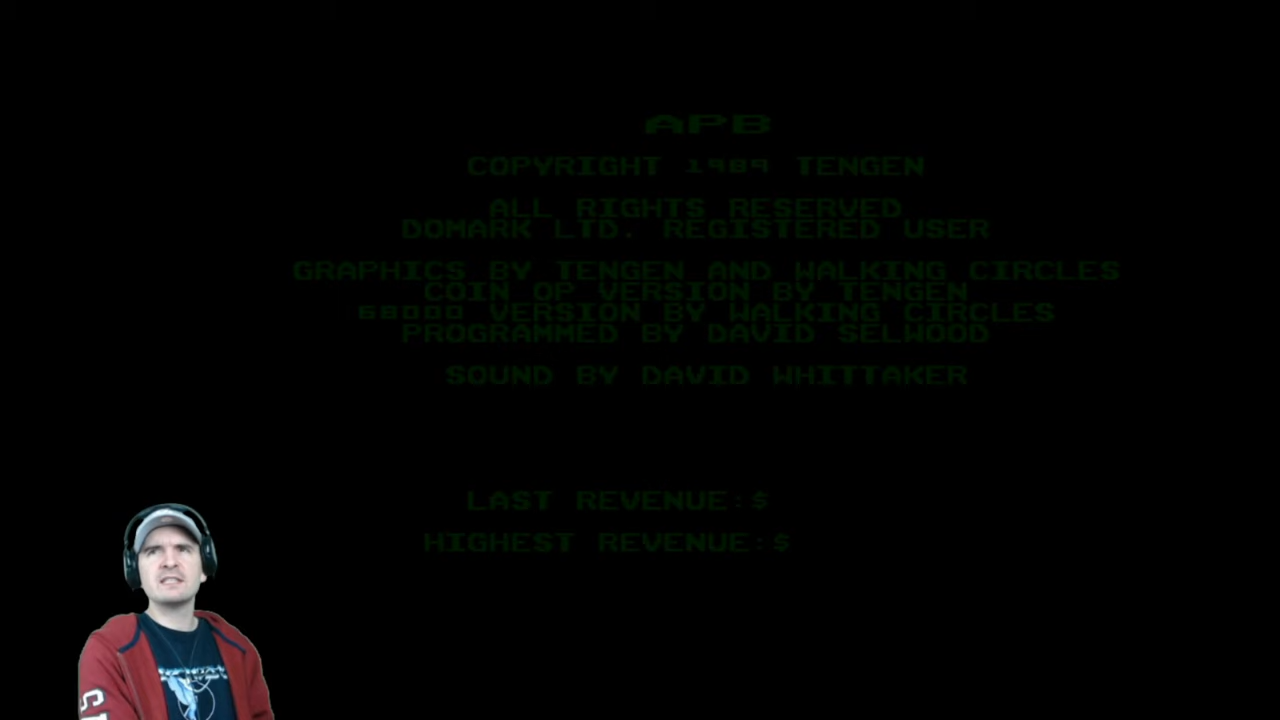 APB
COPYRIGHT 1989 TENGEN
ALL RIGHTS RESERVED
DOMARK LTD. REGISTERED USER
GRAPHICS BY TENGEN AND WALKING CIRCLES
COIN OP VERSION BY TENGEN
68000 VERSION BY WALKING CIRCLES
PROGRAMMED BY DAVID SELWOOD
SOUND BY DAVID WHITTAKER
LAST REVENUE:$
HIGHEST REVENUE:$